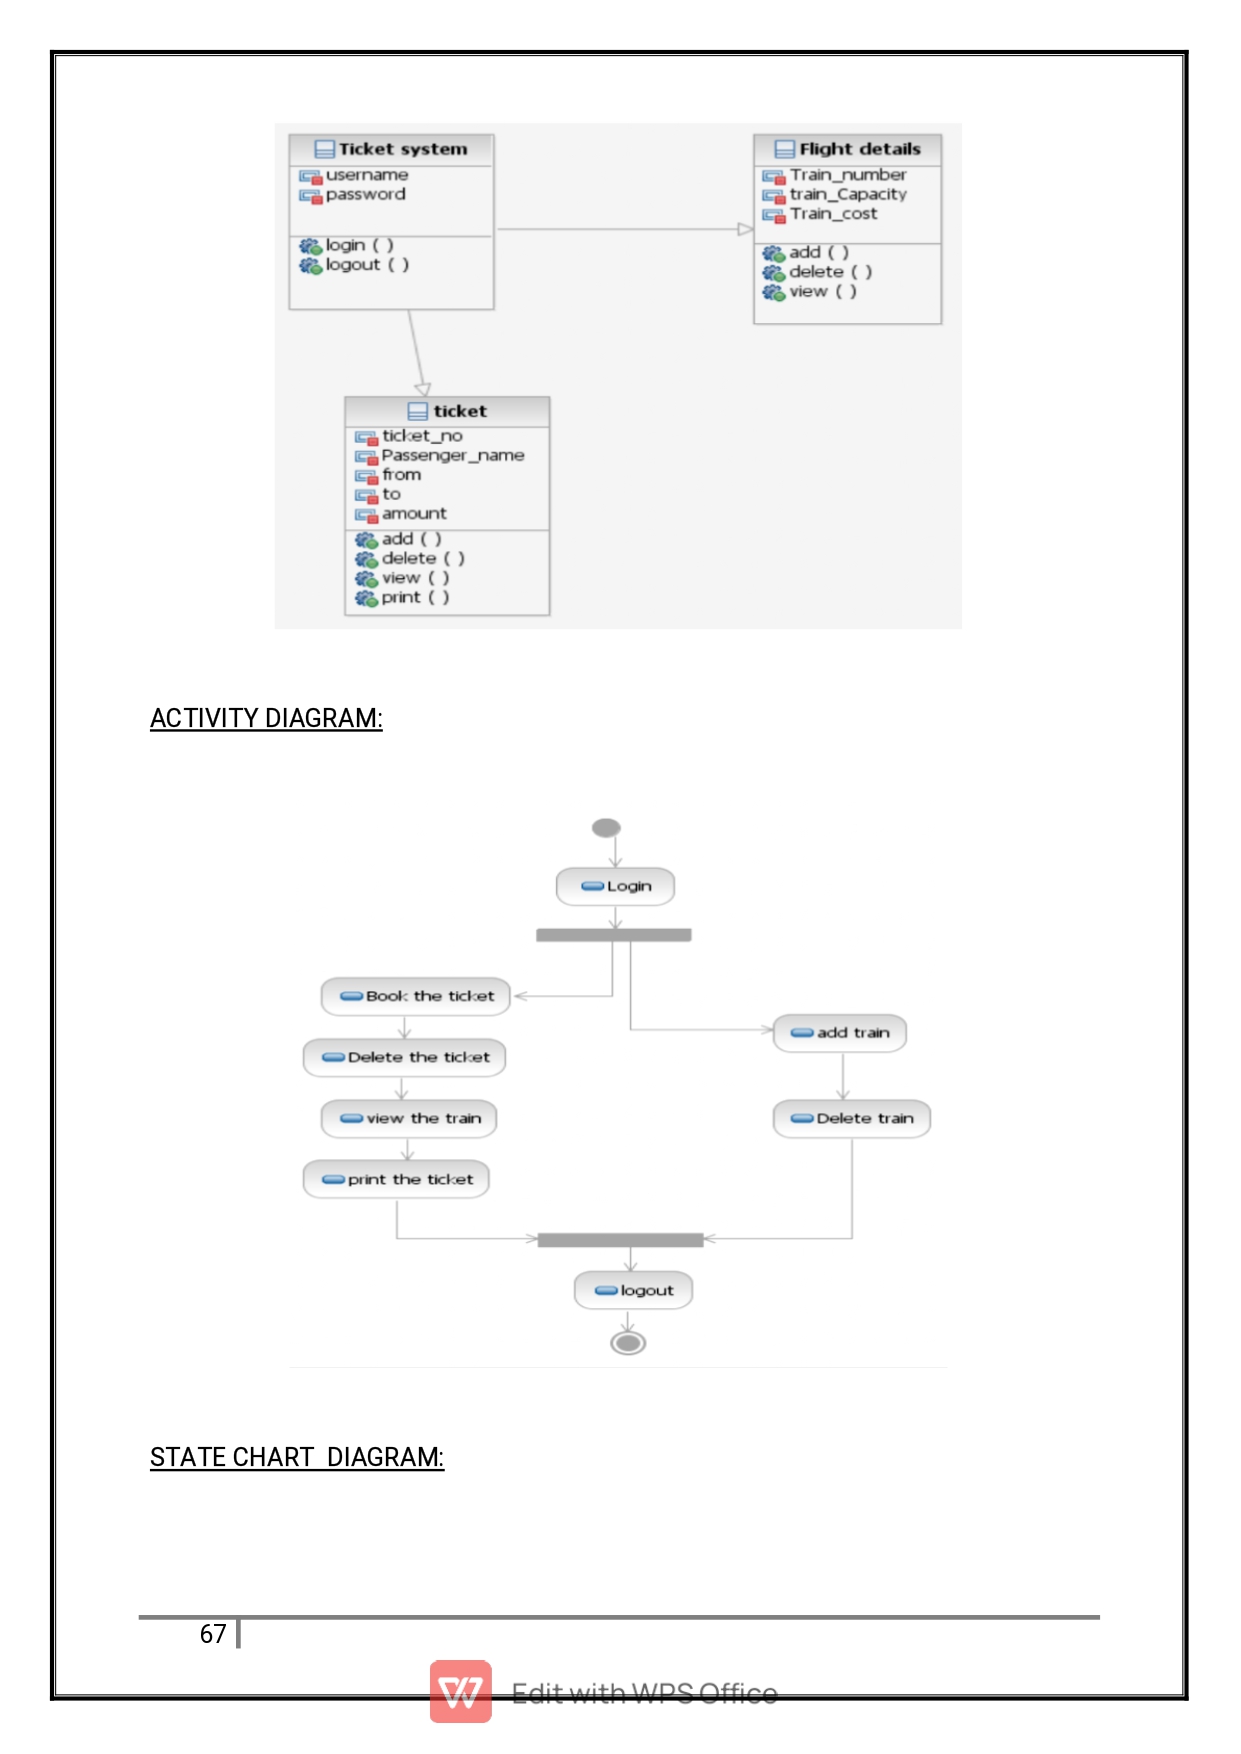 Ticket system
username
password
login ( )
logout ( )
Flight details
Train_number
train_Capacity
Train_cost
add ( )
delete ( )
view ( )
ticket
ticket_no
Passenger_name
from
to
amount
add ( )
delete ( )
view ( )
print ( )
ACTIVITY DIAGRAM:
Login
Book the ticket
add train
Delete the ticket
view the train
Delete train
print the ticket
logout
STATE CHART  DIAGRAM:
67
Edit with WPS Office